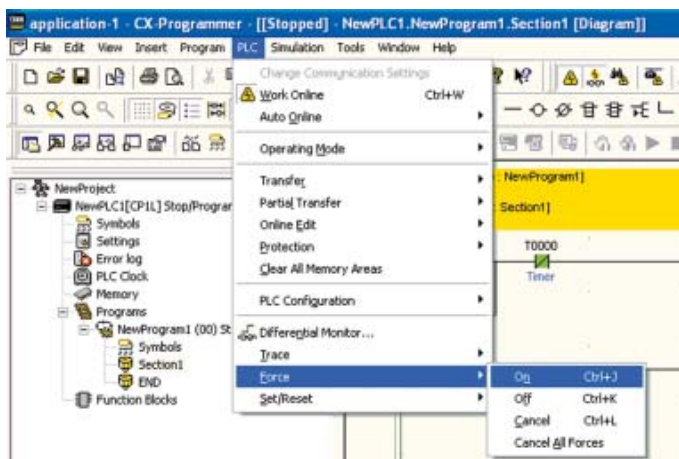 application-1 - CX-Programmer - [[Stopped] - NewPLC1.NewProgram1.Section1 [Diagram]]
File Edit View Insert Program PLC Simulation Tools Window Help
Change Communication Settings
Work Online Ctrl+W
Auto Online
Operating Mode
Transfer
Partial Transfer
Online Edit
Protection
Clear All Memory Areas
PLC Configuration
Differential Monitor...
Trace
Force
Set/Reset
On Ctrl+J
Off Ctrl+K
Cancel Ctrl+L
Cancel All Forces
NewProject
NewPLC1[CP1L] Stop/Program
Symbols
Settings
Error log
PLC Clock
Memory
Programs
NewProgram1 (00) St
Symbols
Section1
END
Function Blocks
: NewProgram1]
: Section1]
T0000
Timer